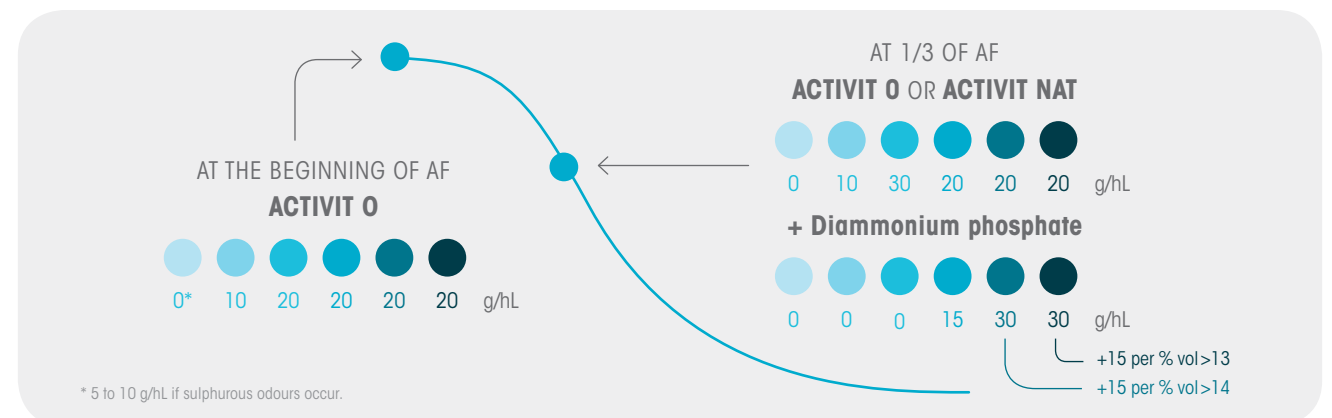 AT THE BEGINNING OF AF
ACTIVIT O
0* 10 20 20 20 20 g/hL
* 5 to 10 g/hL if sulphurous odours occur.
AT 1/3 OF AF
ACTIVIT O OR ACTIVIT NAT
0 10 30 20 20 20 g/hL
+ Diammonium phosphate
0 0 0 15 30 30 g/hL
+15 per % vol>13
+15 per % vol>14